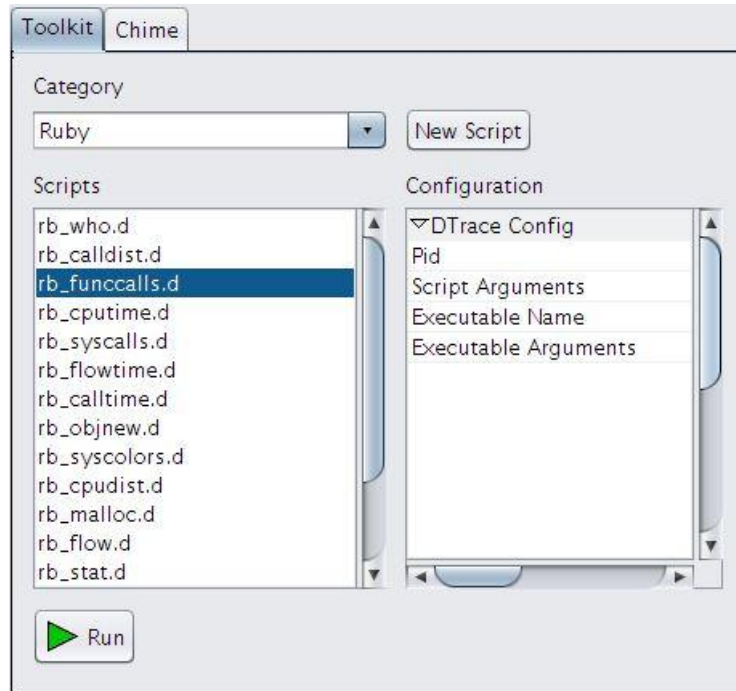 Toolkit
Chime
Category
Ruby
New Script
Scripts
rb_who.d
rb_calldist.d
rb_funccalls.d
rb_cputime.d
rb_syscalls.d
rb_flowtime.d
rb_calltime.d
rb_objnew.d
rb_syscolors.d
rb_cpudist.d
rb_malloc.d
rb_flow.d
rb_stat.d
Configuration
DTrace Config
Pid
Script Arguments
Executable Name
Executable Arguments
Run